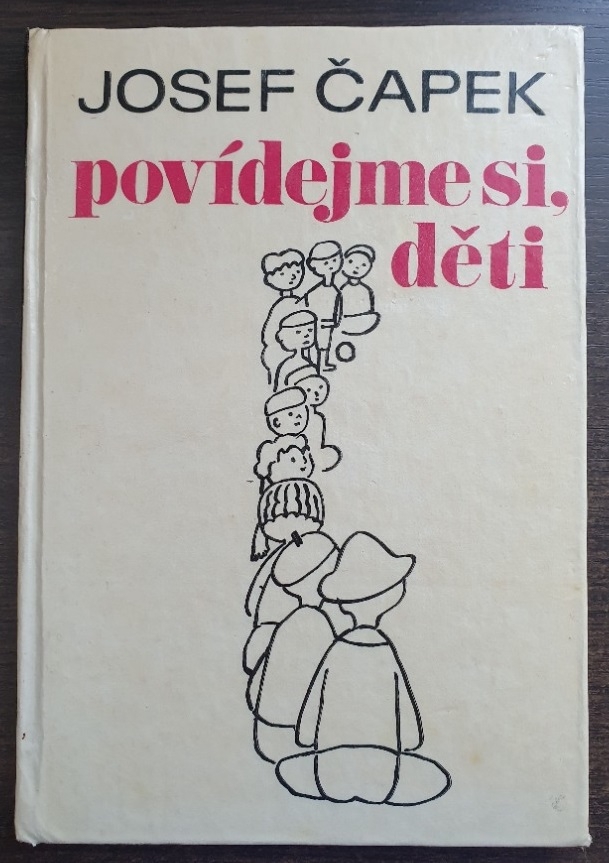 JOSEF ČAPEK
povídejme si,
děti